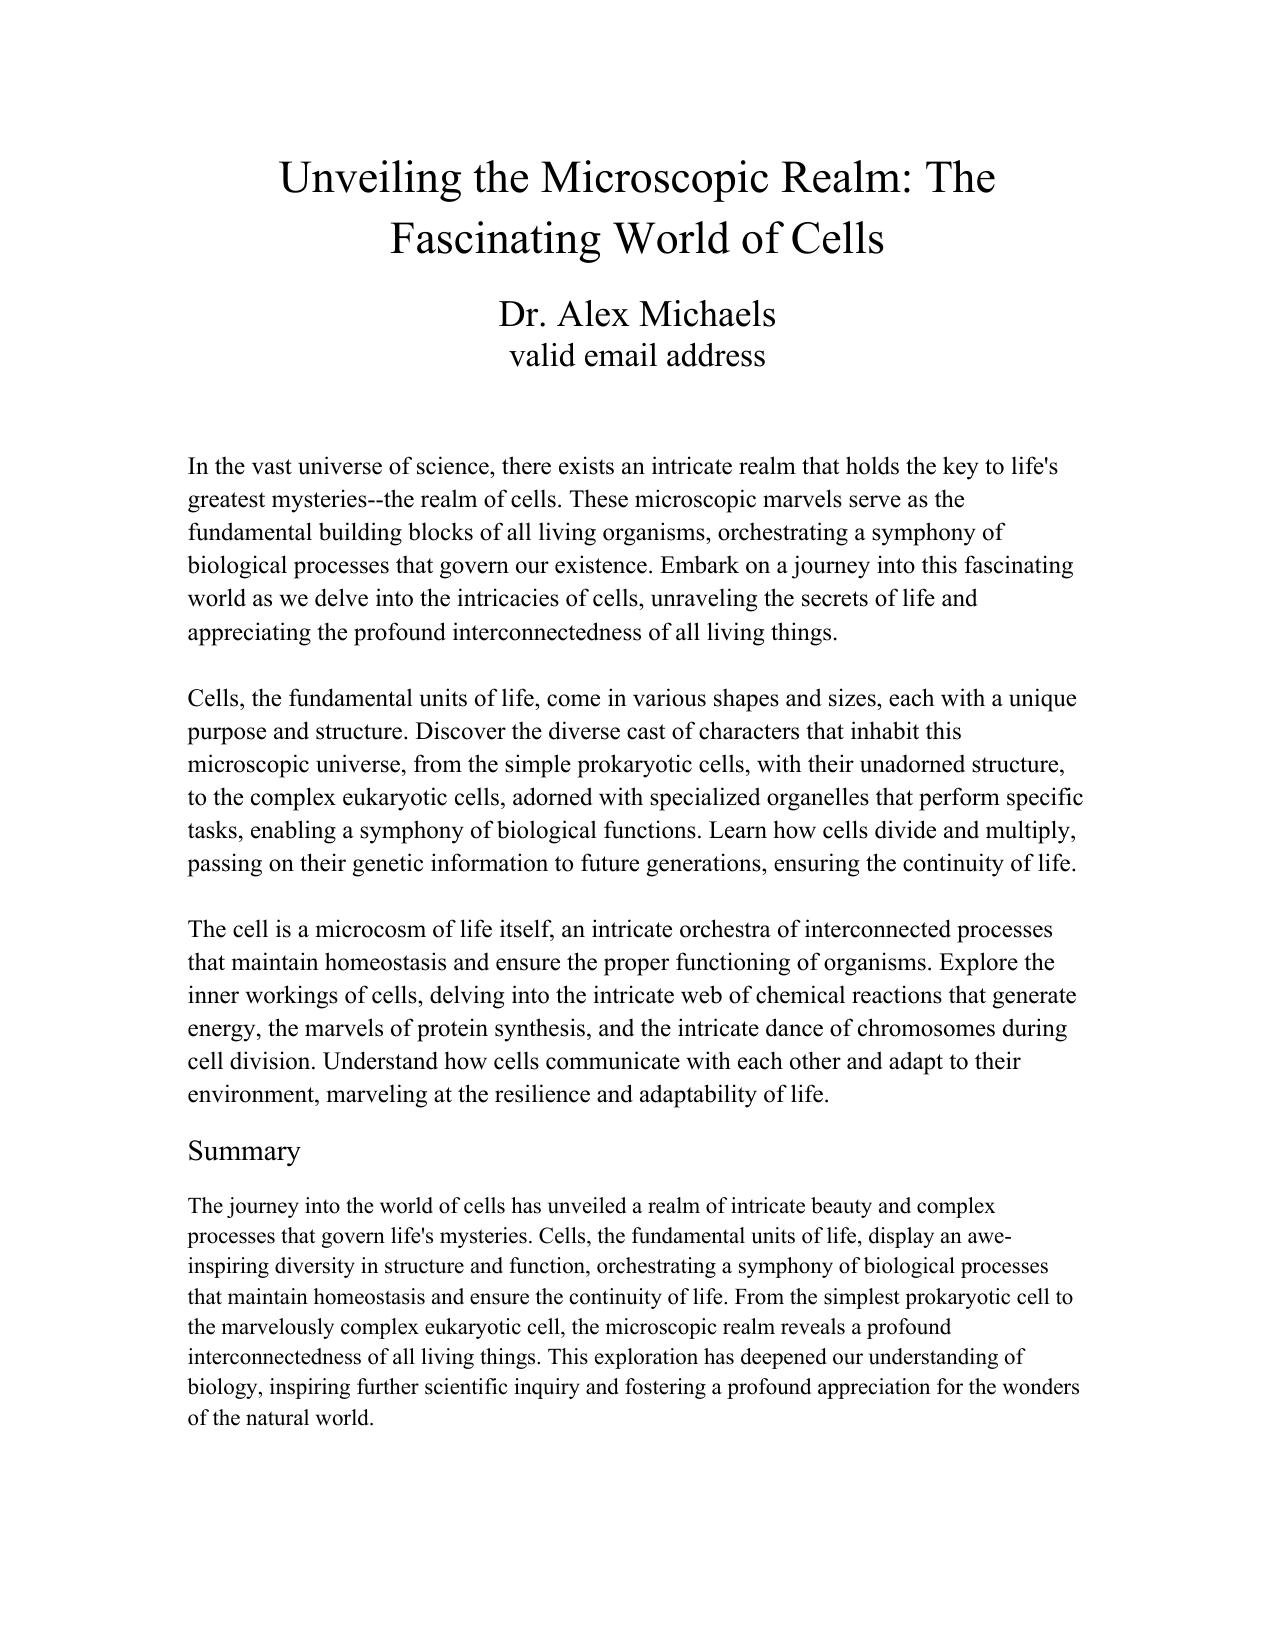 Unveiling the Microscopic Realm: The
Fascinating World of Cells
Dr. Alex Michaels
valid email address
In the vast universe of science, there exists an intricate realm that holds the key to life's
greatest mysteries--the realm of cells. These microscopic marvels serve as the
fundamental building blocks of all living organisms, orchestrating a symphony of
biological processes that govern our existence. Embark on a journey into this fascinating
world as we delve into the intricacies of cells, unraveling the secrets of life and
appreciating the profound interconnectedness of all living things.
Cells, the fundamental units of life, come in various shapes and sizes, each with a unique
purpose and structure. Discover the diverse cast of characters that inhabit this
microscopic universe, from the simple prokaryotic cells, with their unadorned structure,
to the complex eukaryotic cells, adorned with specialized organelles that perform specific
tasks, enabling a symphony of biological functions. Learn how cells divide and multiply,
passing on their genetic information to future generations, ensuring the continuity of life.
The cell is a microcosm of life itself, an intricate orchestra of interconnected processes
that maintain homeostasis and ensure the proper functioning of organisms. Explore the
inner workings of cells, delving into the intricate web of chemical reactions that generate
energy, the marvels of protein synthesis, and the intricate dance of chromosomes during
cell division. Understand how cells communicate with each other and adapt to their
environment, marveling at the resilience and adaptability of life.
Summary
The journey into the world of cells has unveiled a realm of intricate beauty and complex
processes that govern life's mysteries. Cells, the fundamental units of life, display an awe-
inspiring diversity in structure and function, orchestrating a symphony of biological processes
that maintain homeostasis and ensure the continuity of life. From the simplest prokaryotic cell to
the marvelously complex eukaryotic cell, the microscopic realm reveals a profound
interconnectedness of all living things. This exploration has deepened our understanding of
biology, inspiring further scientific inquiry and fostering a profound appreciation for the wonders
of the natural world.